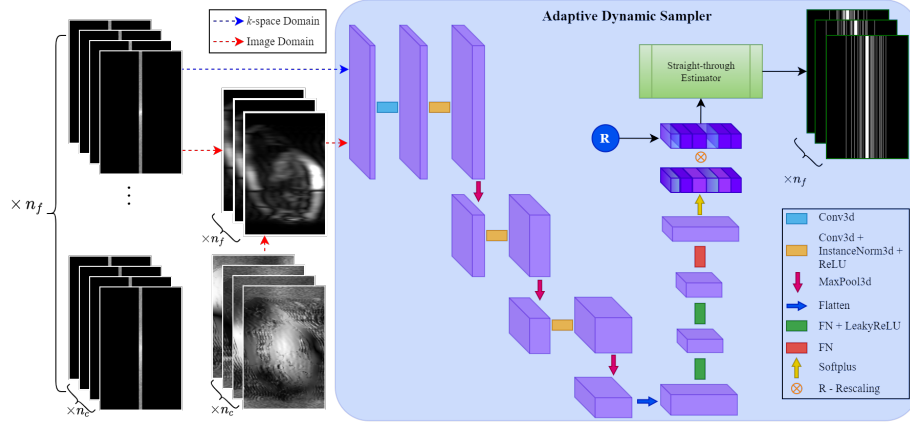 k-space Domain
Image Domain
Adaptive Dynamic Sampler
Straight-through
Estimator
R
× n_f
× n_f
× n_f
× n_c
× n_c
Conv3d
Conv3d +
InstanceNorm3d +
ReLU
MaxPool3d
Flatten
FN + LeakyReLU
FN
Softplus
R - Rescaling